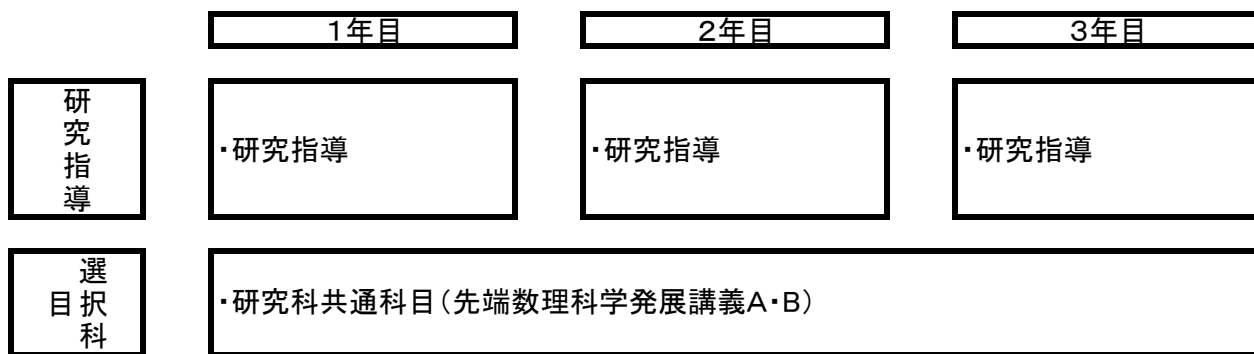 1年目
2年目
3年目
研究指導
・研究指導
・研究指導
・研究指導
選択科目
・研究科共通科目（先端数理科学発展講義A・B）